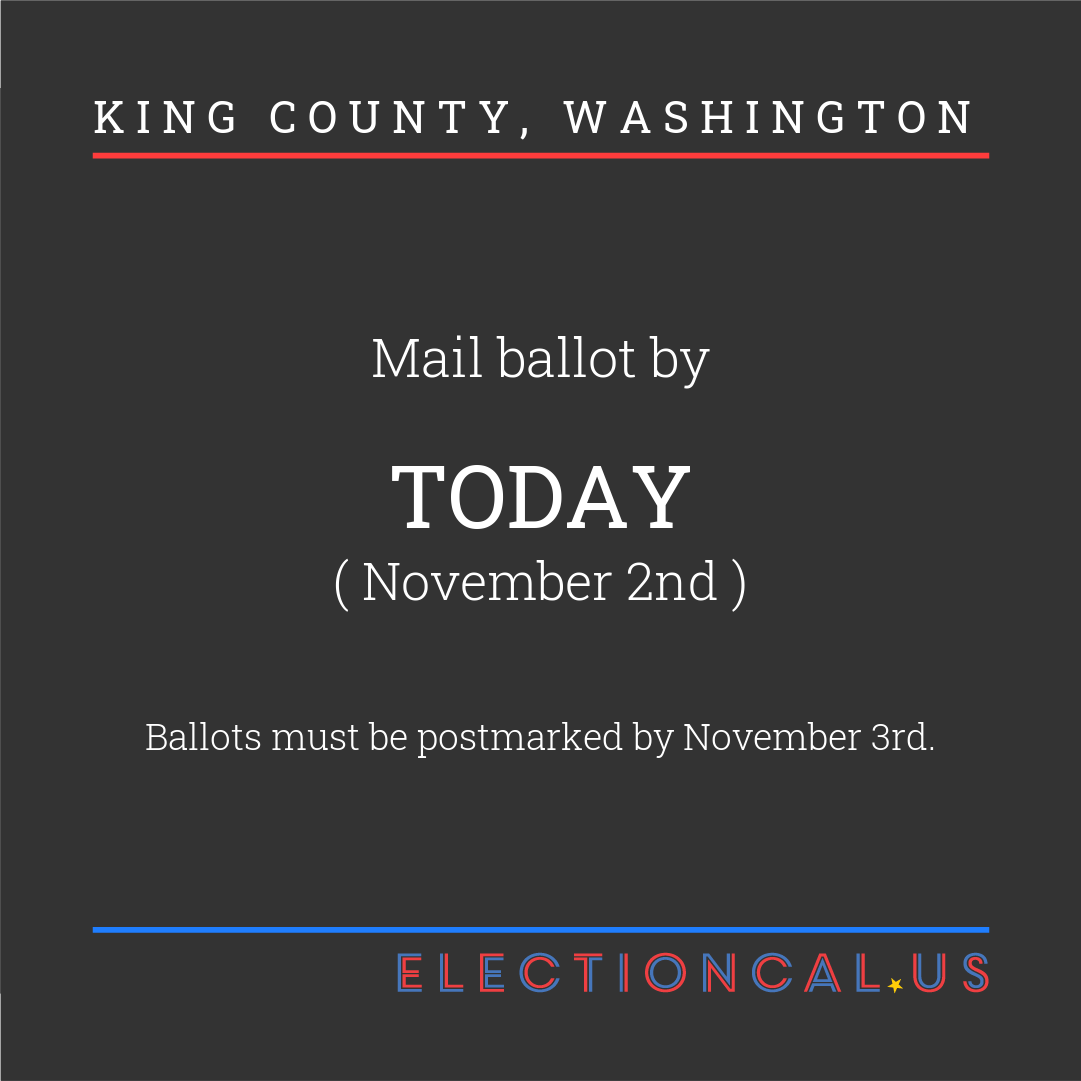 KING COUNTY, WASHINGTON
Mail ballot by
TODAY
( November 2nd )
Ballots must be postmarked by November 3rd.
ELECTIONCAL.US